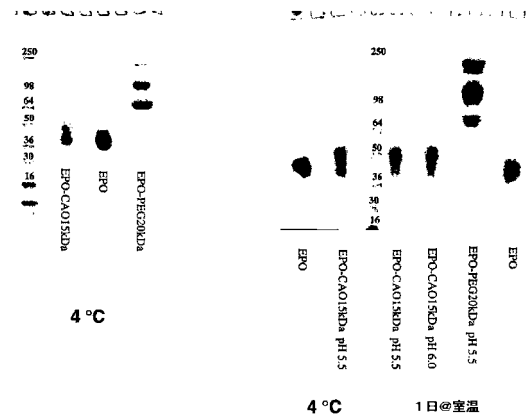 250
98
64
50
36
30
16
EPO-CAO15kDa
EPO
EPO-PEG20kDa
4 °C
250
98
64
50
36
30
16
EPO
EPO-CAO15kDa pH 5.5
EPO-CAO15kDa pH 5.5
EPO-CAO15kDa pH 6.0
EPO-PEG20kDa pH 5.5
EPO
4 °C
1日@室温